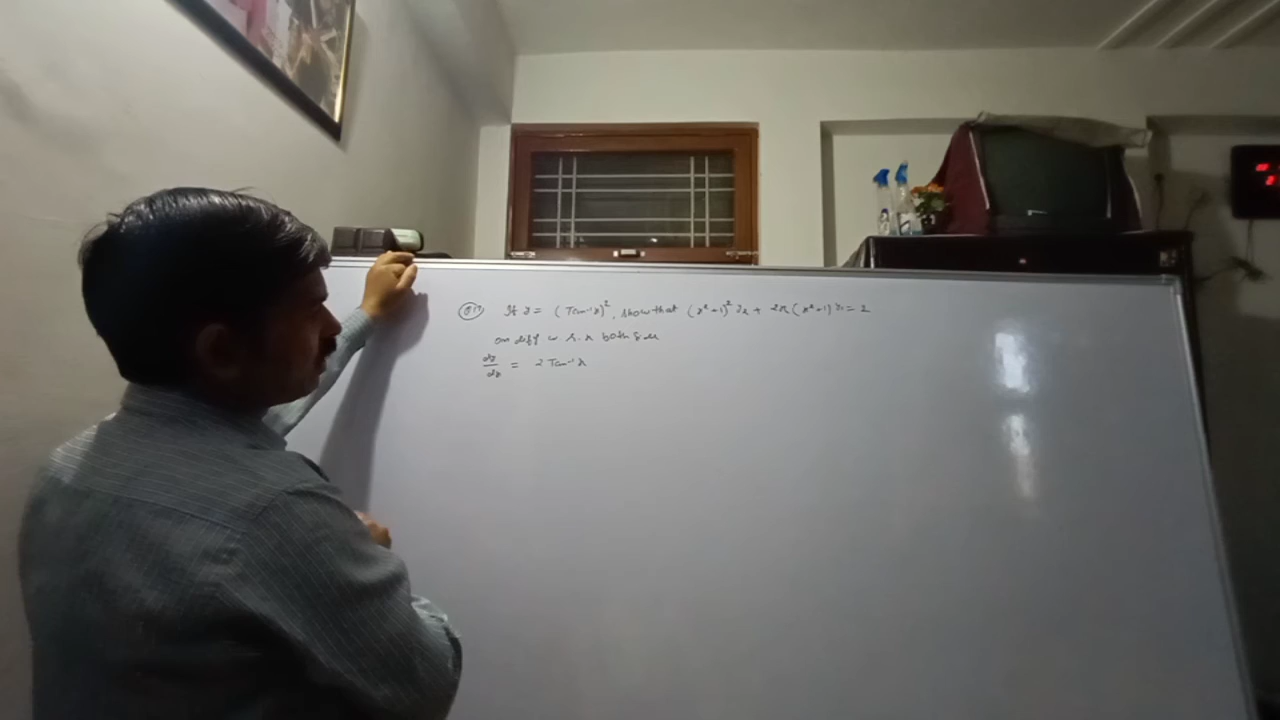 Q17 If y = (Tan⁻¹x)², show that (x²+1)² y₂ + 2x(x²+1) y₁ = 2
on diff w.r.x both side
dy/dx = 2 Tan⁻¹x